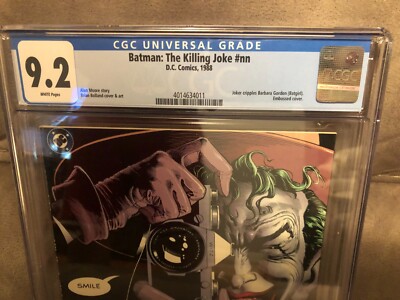 CGC UNIVERSAL GRADE
9.2
WHITE Pages
Batman: The Killing Joke #nn
D.C. Comics, 1988
Alan Moore story
Brian Bolland cover & art
Joker cripples Barbara Gordon (Batgirl).
Embossed cover.
4014634011
CGC
SMILE